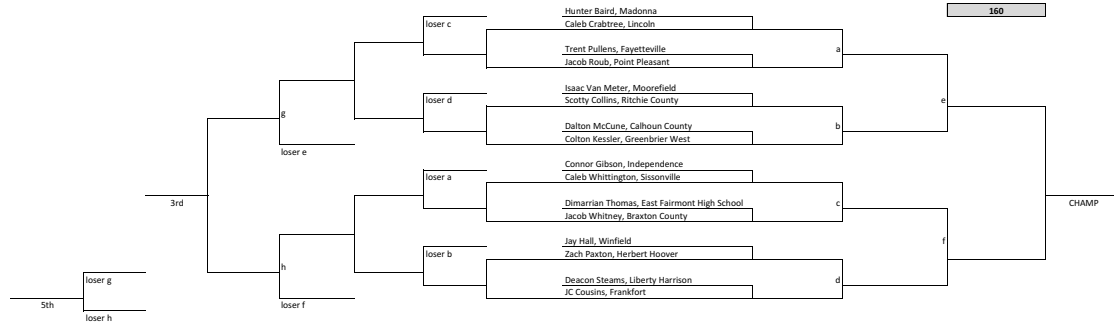 Hunter Baird, Madonna
160
loser c
Caleb Crabtree, Lincoln
Trent Pullens, Fayetteville
a
Jacob Roub, Point Pleasant
Isaac Van Meter, Moorefield
loser d
Scotty Collins, Ritchie County
e
g
Dalton McCune, Calhoun County
b
Colton Kessler, Greenbrier West
loser e
Connor Gibson, Independence
loser a
Caleb Whittington, Sissonville
3rd
Dimarrian Thomas, East Fairmont High School
c
CHAMP
Jacob Whitney, Braxton County
Jay Hall, Winfield
f
loser b
Zach Paxton, Herbert Hoover
h
loser g
Deacon Steams, Liberty Harrison
d
JC Cousins, Frankfort
5th
loser f
loser h